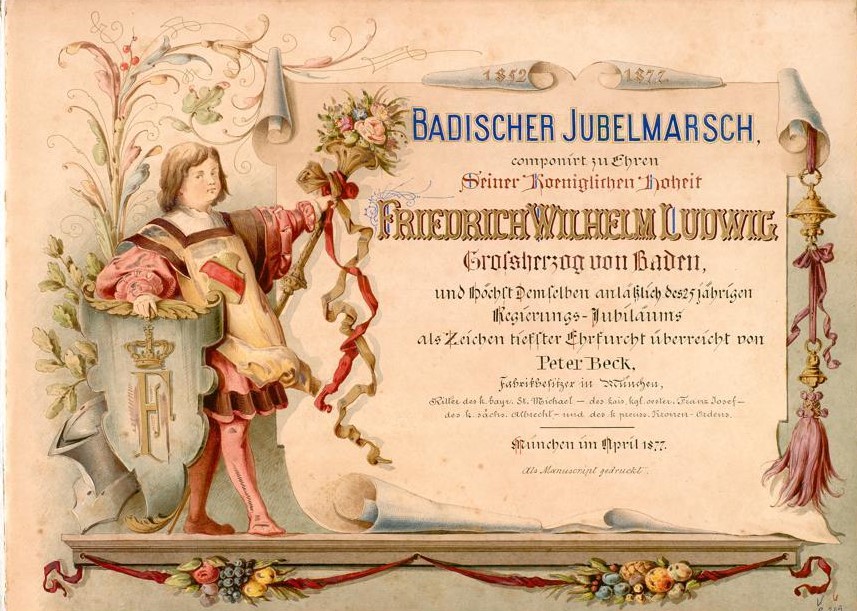 1852 1877
BADISCHER JUBELMARSCH,
componirt zu Ehren
Seiner Koeniglichen Hoheit
FRIEDRICH WILHELM LUDWIG
Grossherzog von Baden,
und Höchst Demselben anläßlich des 25 jährigen
Regierungs-Jubiläums
als Zeichen tiefster Ehrfurcht überreicht von
Peter Beck,
Fabrikbesitzer in München,
Ritter des k. bayr. St. Michael – des kais. kgl. oester. Franz Josef –
des k. sächs. Albrecht – und des k. preuss. Kronen-Ordens.
München im April 1877.
Als Manuscript gedruckt.
F